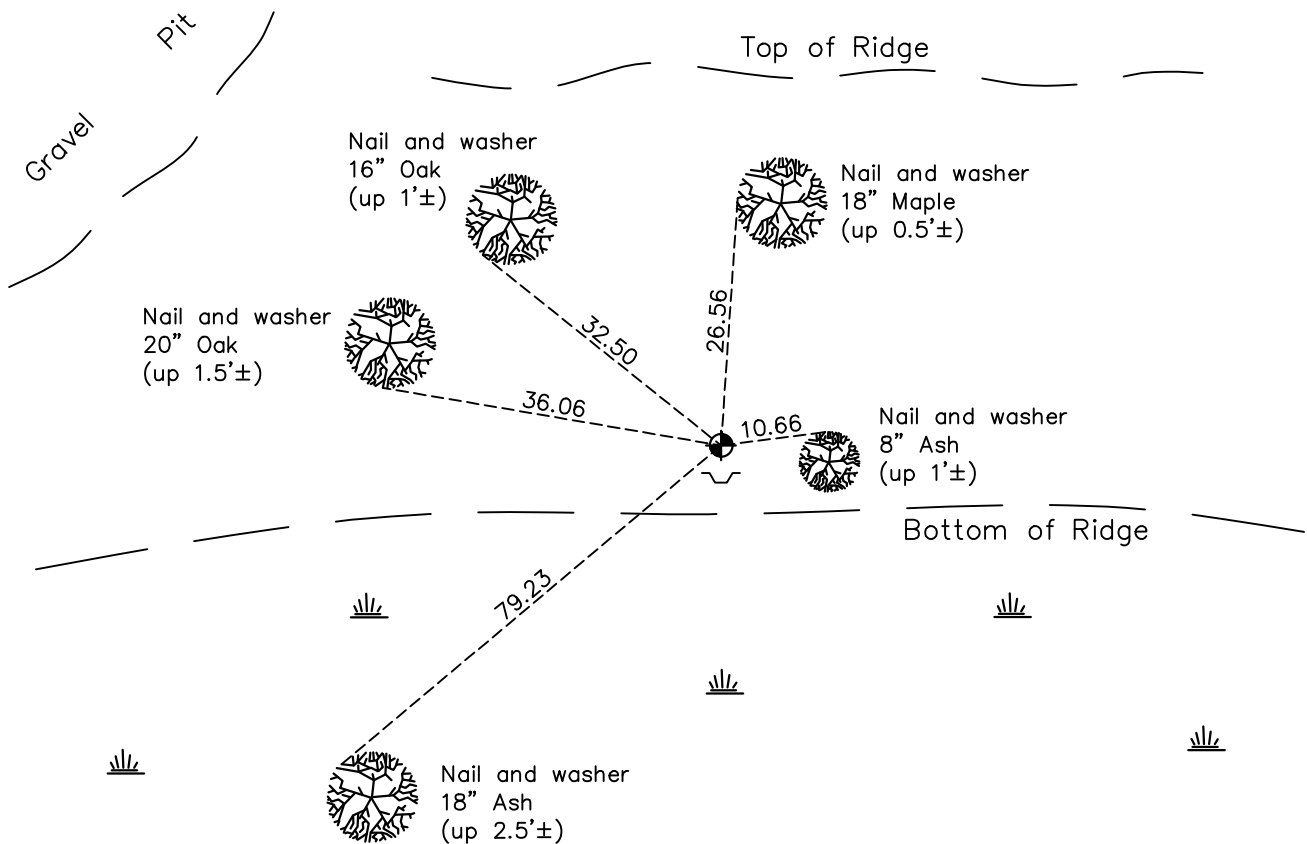 Pit
Gravel
Top of Ridge
Nail and washer
16” Oak
(up 1’±)
Nail and washer
18” Maple
(up 0.5’±)
Nail and washer
20” Oak
(up 1.5’±)
32.50
26.56
36.06
10.66
Nail and washer
8” Ash
(up 1’±)
Bottom of Ridge
79.23
Nail and washer
18” Ash
(up 2.5’±)